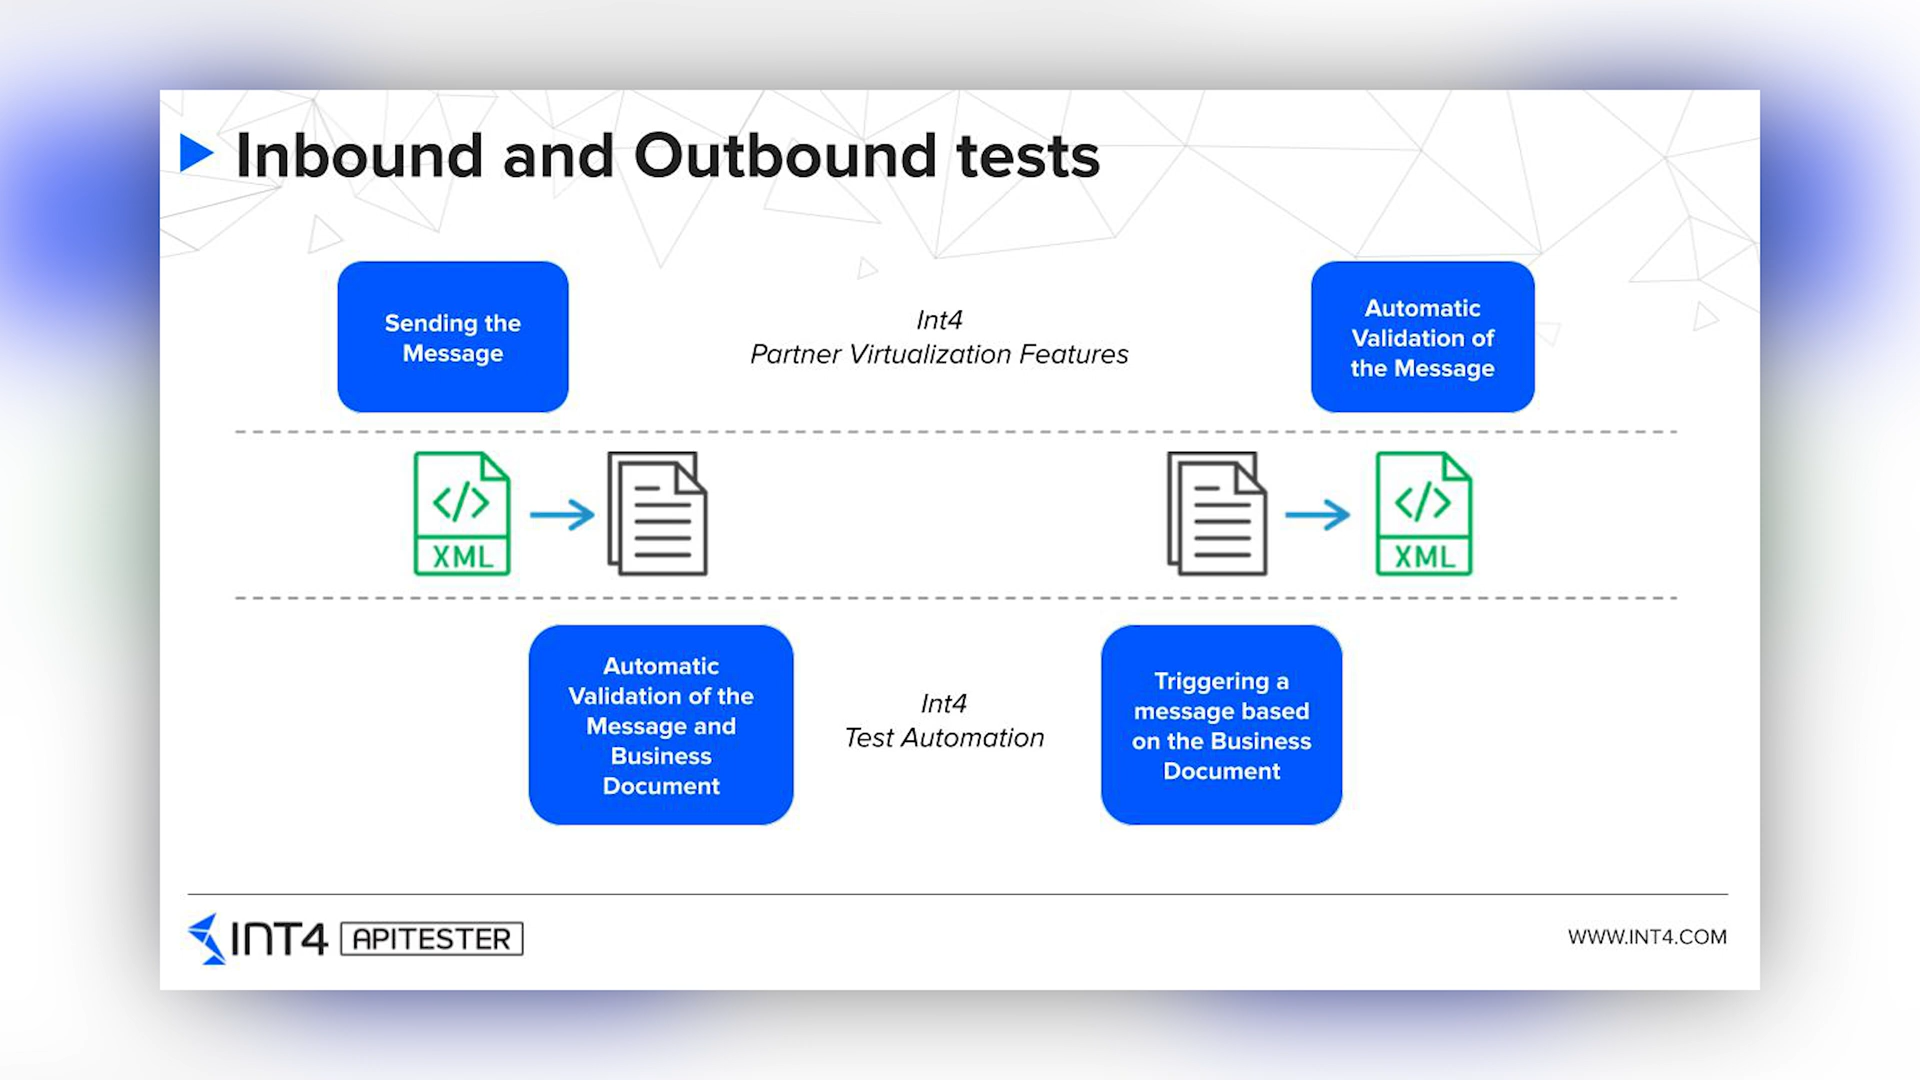 Inbound and Outbound tests
Sending the
Message
Int4
Partner Virtualization Features
Automatic
Validation of
the Message
XML
XML
Automatic
Validation of the
Message and
Business
Document
Int4
Test Automation
Triggering a
message based
on the Business
Document
INT4 APITESTER
WWW.INT4.COM